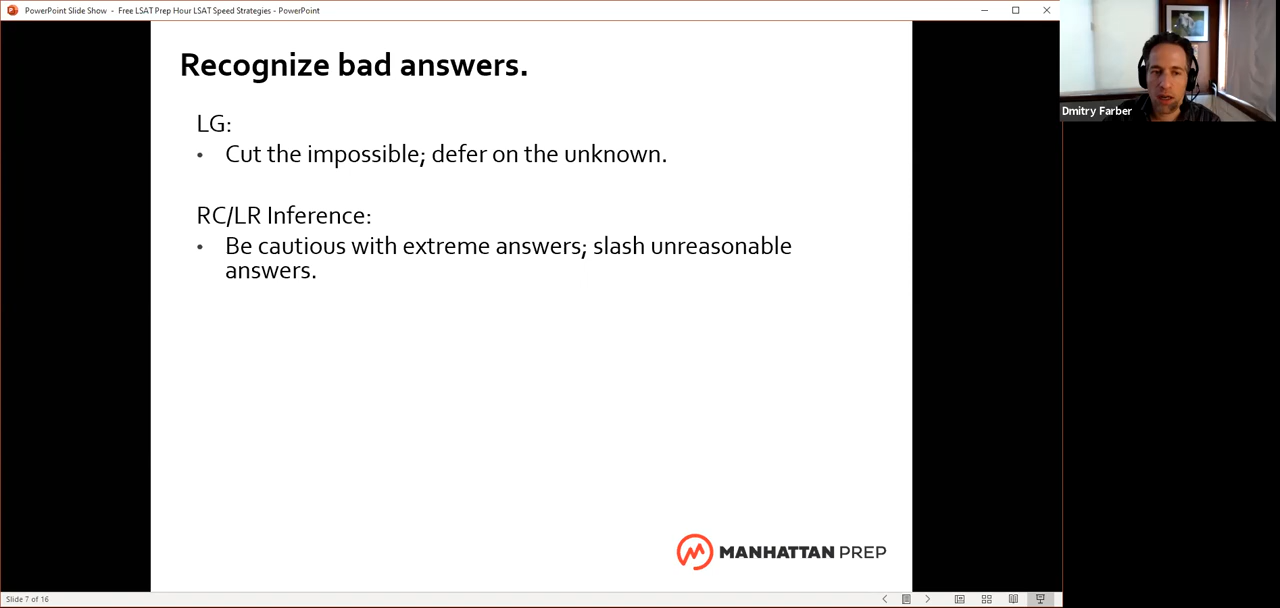 PowerPoint Slide Show - Free LSAT Prep Hour LSAT Speed Strategies - PowerPoint
Recognize bad answers.
Dmitry Farber
LG:
• Cut the impossible; defer on the unknown.
RC/LR Inference:
• Be cautious with extreme answers; slash unreasonable
answers.
MANHATTAN PREP
Slide 7 of 16